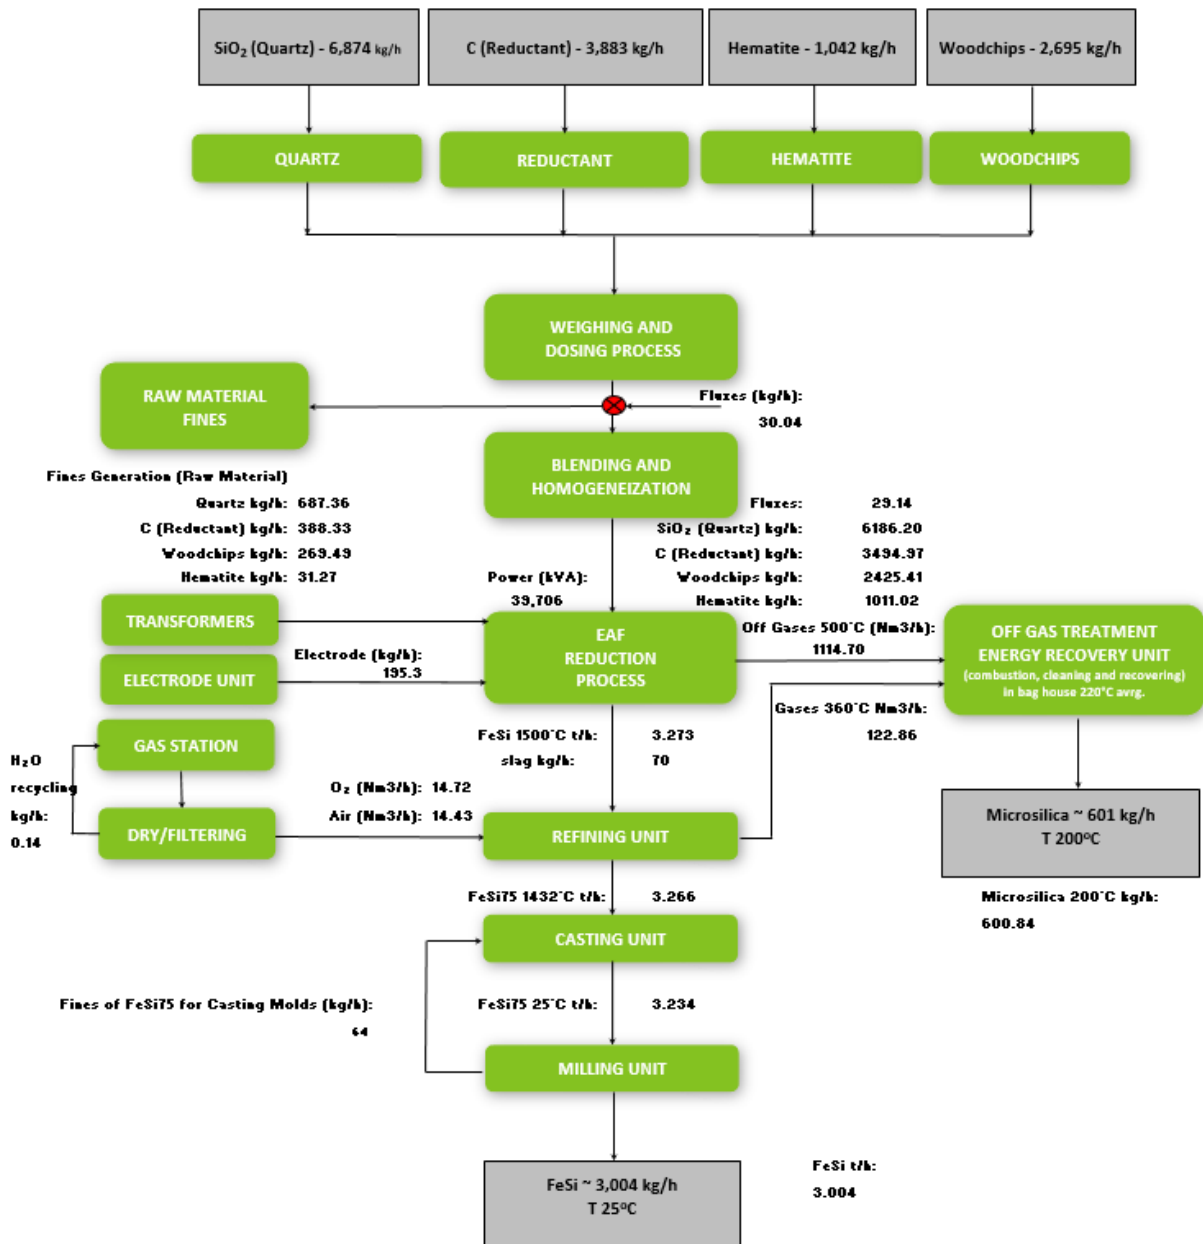 SiO₂ (Quartz) - 6,874 kg/h
C (Reductant) - 3,883 kg/h
Hematite - 1,042 kg/h
Woodchips - 2,695 kg/h
QUARTZ
REDUCTANT
HEMATITE
WOODCHIPS
WEIGHING AND
DOSING PROCESS
RAW MATERIAL
FINES
Fluxes (kg/h):
30.04
BLENDING AND
HOMOGENEIZATION
Fines Generation (Raw Material)
Quartz kg/h: 687.36
C (Reductant) kg/h: 388.33
Woodchips kg/h: 269.49
Hematite kg/h: 31.27
Fluxes: 29.14
SiO₂ (Quartz) kg/h: 6186.20
C (Reductant) kg/h: 3494.97
Woodchips kg/h: 2425.41
Hematite kg/h: 1011.02
Power (kVA):
39,706
TRANSFORMERS
Electrode (kg/h):
195.3
ELECTRODE UNIT
EAF
REDUCTION
PROCESS
Off Gases 500°C (Nm3/h):
1114.70
OFF GAS TREATMENT
ENERGY RECOVERY UNIT
(combustion, cleaning and recovering)
in bag house 220°C avrg.
Gases 360°C Nm3/h:
122.86
GAS STATION
H₂O
recycling
kg/h:
0.14
DRY/FILTERING
FeSi 1500°C t/h: 3.273
slag kg/h: 70
O₂ (Nm3/h): 14.72
Air (Nm3/h): 14.43
REFINING UNIT
Microsilica ~ 601 kg/h
T 200°C
Microsilica 200°C kg/h:
600.84
FeSi75 1432°C t/h: 3.266
CASTING UNIT
Fines of FeSi75 for Casting Molds (kg/h):
64
FeSi75 25°C t/h: 3.234
MILLING UNIT
FeSi ~ 3,004 kg/h
T 25°C
FeSi t/h:
3.004